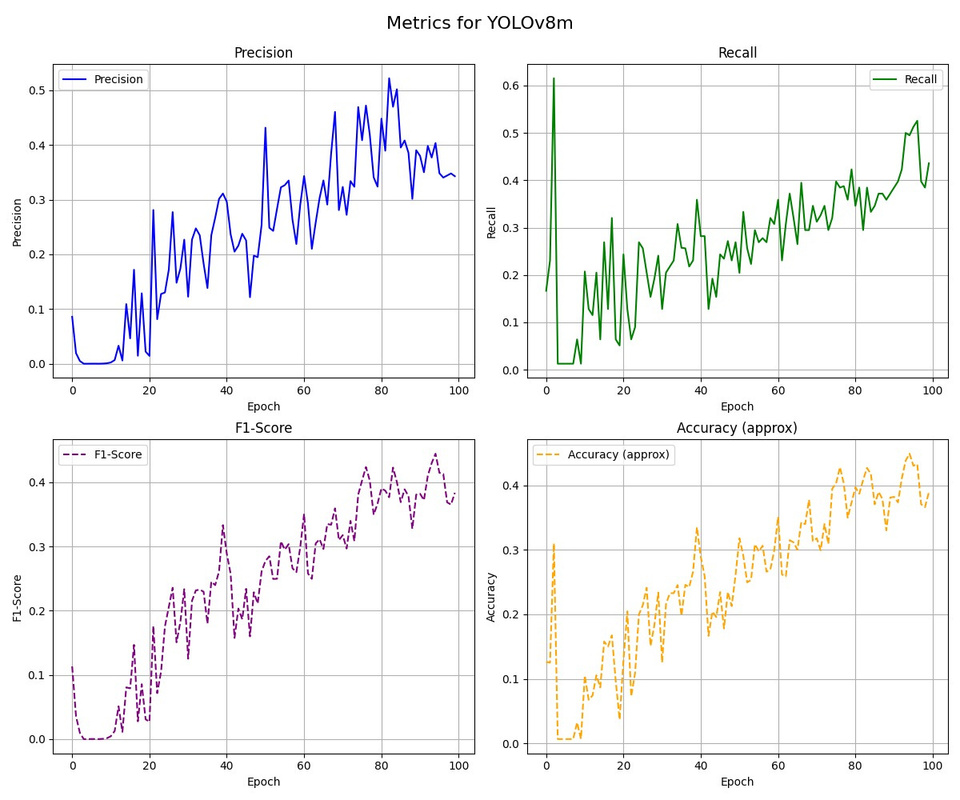 Metrics for YOLOv8m
Precision
Precision
0.5
0.4
0.3
0.2
0.1
0.0
Precision
0 20 40 60 80 100
Epoch
Recall
Recall
0.6
0.5
0.4
0.3
0.2
0.1
0.0
Recall
0 20 40 60 80 100
Epoch
F1-Score
F1-Score
0.4
0.3
0.2
0.1
0.0
F1-Score
0 20 40 60 80 100
Epoch
Accuracy (approx)
Accuracy (approx)
0.4
0.3
0.2
0.1
0.0
Accuracy
0 20 40 60 80 100
Epoch